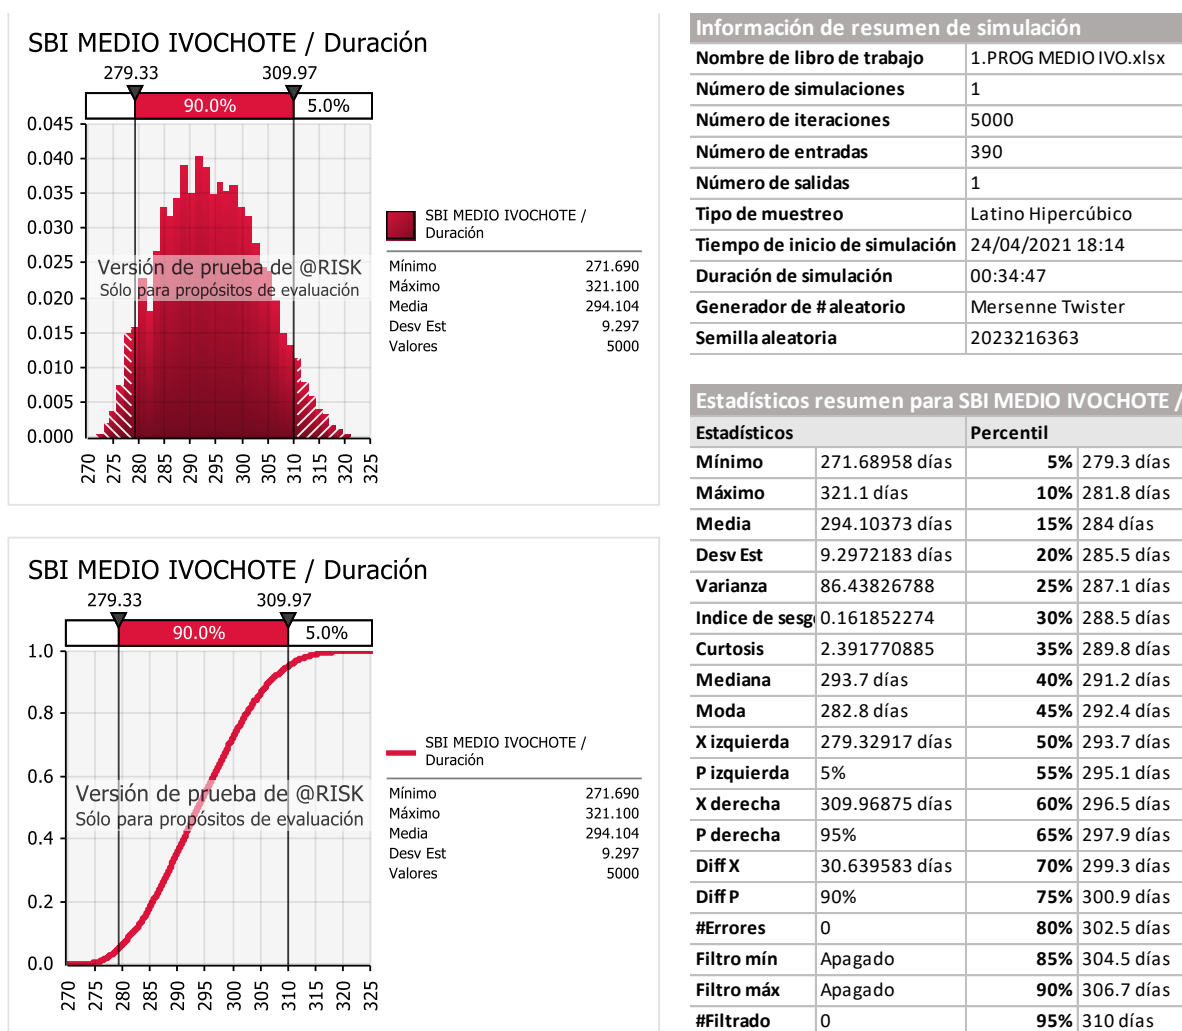 SBI MEDIO IVOCHOTE / Duración
279.33 309.97
90.0% 5.0%
0.045
0.040
0.035
0.030
0.025
0.020
0.015
0.010
0.005
0.000
270 275 280 285 290 295 300 305 310 315 320 325
Versión de prueba de @RISK
Sólo para propósitos de evaluación
SBI MEDIO IVOCHOTE /
Duración
Mínimo 271.690
Máximo 321.100
Media 294.104
Desv Est 9.297
Valores 5000
SBI MEDIO IVOCHOTE / Duración
279.33 309.97
90.0% 5.0%
1.0
0.8
0.6
0.4
0.2
0.0
270 275 280 285 290 295 300 305 310 315 320 325
Versión de prueba de @RISK
Sólo para propósitos de evaluación
SBI MEDIO IVOCHOTE /
Duración
Mínimo 271.690
Máximo 321.100
Media 294.104
Desv Est 9.297
Valores 5000
Información de resumen de simulación
Nombre de libro de trabajo 1.PROG MEDIO IVO.xlsx
Número de simulaciones 1
Número de iteraciones 5000
Número de entradas 390
Número de salidas 1
Tipo de muestreo Latino Hipercúbico
Tiempo de inicio de simulación 24/04/2021 18:14
Duración de simulación 00:34:47
Generador de # aleatorio Mersenne Twister
Semilla aleatoria 2023216363
Estadísticos resumen para SBI MEDIO IVOCHOTE /
Estadísticos Percentil
Mínimo 271.68958 días 5% 279.3 días
Máximo 321.1 días 10% 281.8 días
Media 294.10373 días 15% 284 días
Desv Est 9.2972183 días 20% 285.5 días
Varianza 86.43826788 25% 287.1 días
Indice de sesg 0.161852274 30% 288.5 días
Curtosis 2.391770885 35% 289.8 días
Mediana 293.7 días 40% 291.2 días
Moda 282.8 días 45% 292.4 días
X izquierda 279.32917 días 50% 293.7 días
P izquierda 5% 55% 295.1 días
X derecha 309.96875 días 60% 296.5 días
P derecha 95% 65% 297.9 días
Diff X 30.639583 días 70% 299.3 días
Diff P 90% 75% 300.9 días
#Errores 0 80% 302.5 días
Filtro mín Apagado 85% 304.5 días
Filtro máx Apagado 90% 306.7 días
#Filtrado 0 95% 310 días